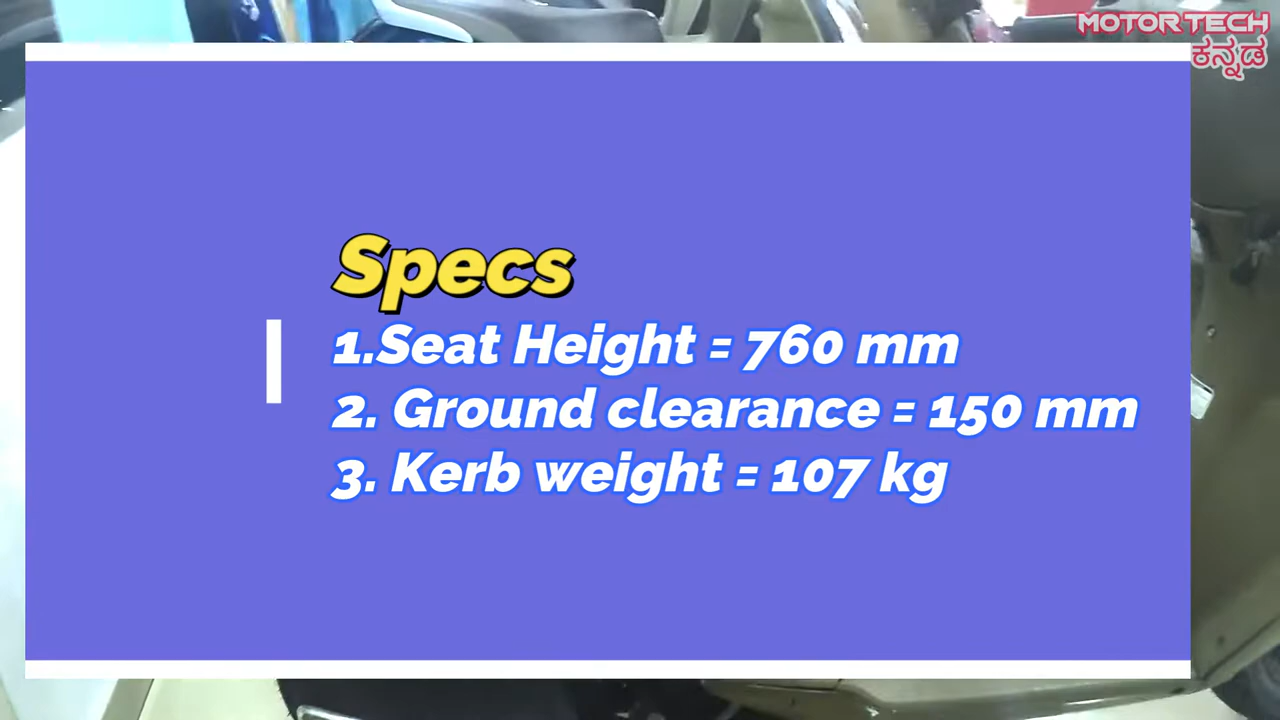 MOTOR TECH
ಕನ್ನಡ
Specs
1.Seat Height = 760 mm
2. Ground clearance = 150 mm
3. Kerb weight = 107 kg